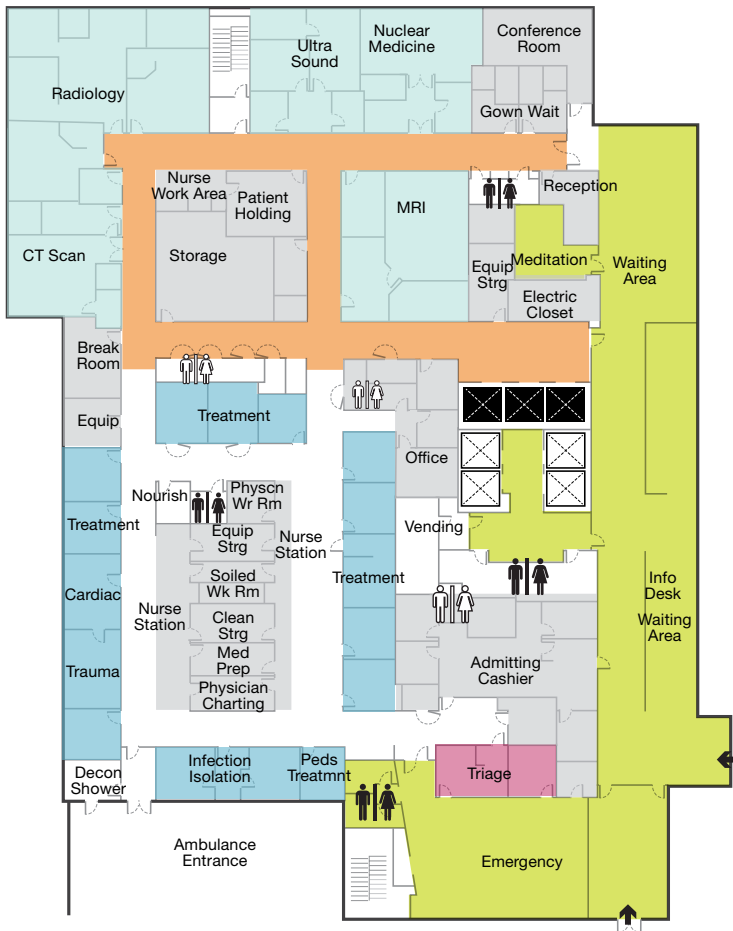 Nuclear
Medicine
Conference
Room
Ultra
Sound
Radiology
Gown Wait
Nurse
Work Area
Patient
Holding
MRI
Reception
CT Scan
Storage
Equip
Strg
Meditation
Waiting
Area
Electric
Closet
Break
Room
Equip
Treatment
Office
Nourish
Physcn
Wr Rm
Vending
Treatment
Equip
Strg
Nurse
Station
Treatment
Info
Desk
Cardiac
Soiled
Wk Rm
Nurse
Station
Clean
Strg
Waiting
Area
Trauma
Med
Prep
Admitting
Cashier
Physician
Charting
Decon
Shower
Infection
Isolation
Peds
Treatmnt
Triage
Ambulance
Entrance
Emergency